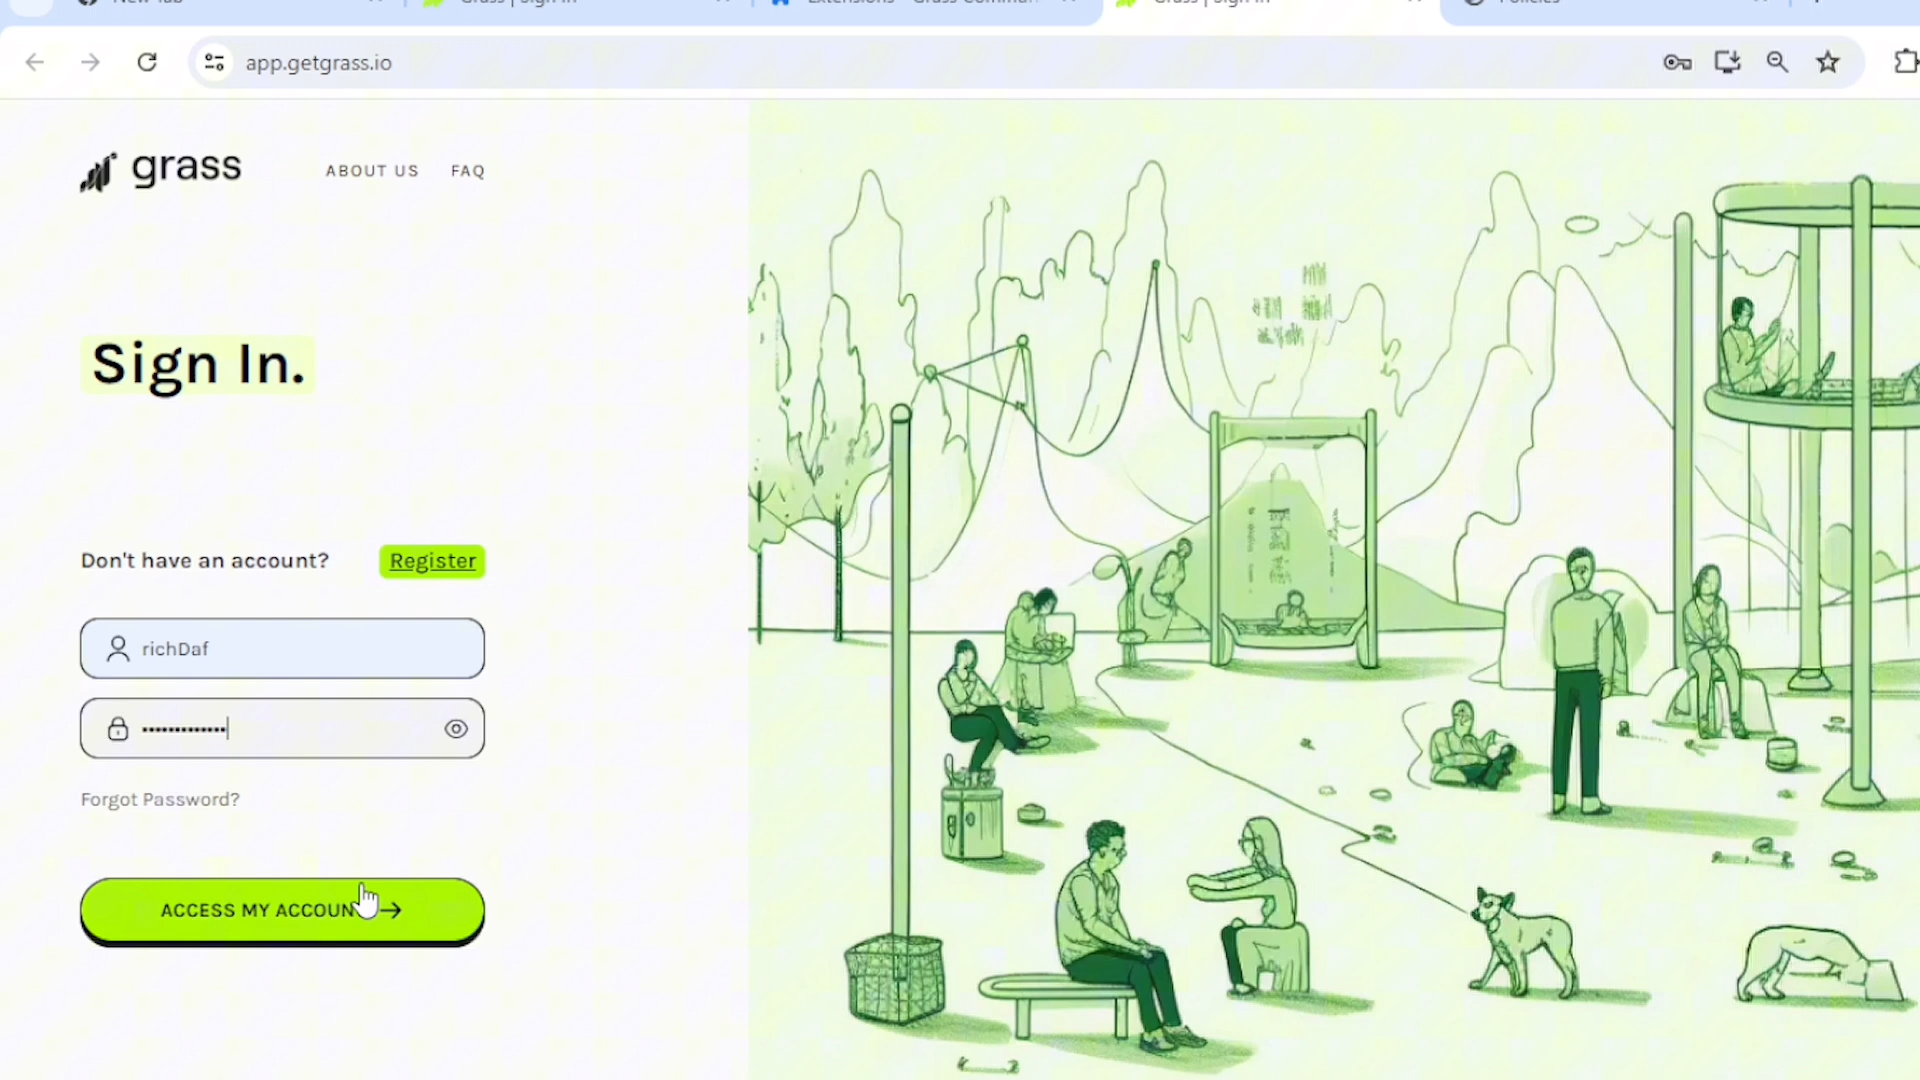 app.getgrass.io
grass
ABOUT US
FAQ
Sign In.
Don't have an account?
Register
richDaf
Forgot Password?
ACCESS MY ACCOUN